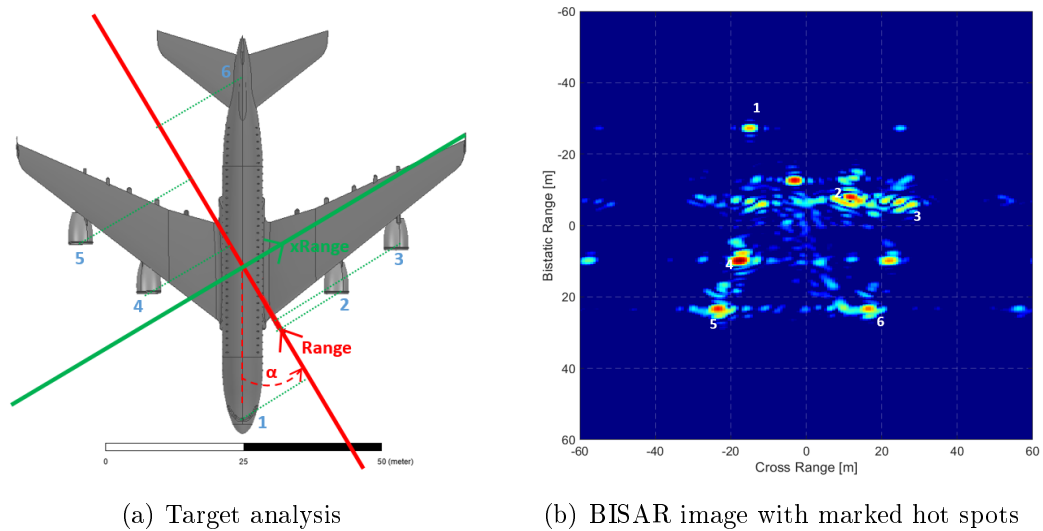 6
xRange
5
3
4
2
Range
α
1
0
25
50 (meter)
-60
-40
-20
0
20
40
60
Bistatic Range [m]
1
2
3
4
5
6
-60 -40 -20 0 20 40 60
Cross Range [m]
(a) Target analysis
(b) BISAR image with marked hot spots